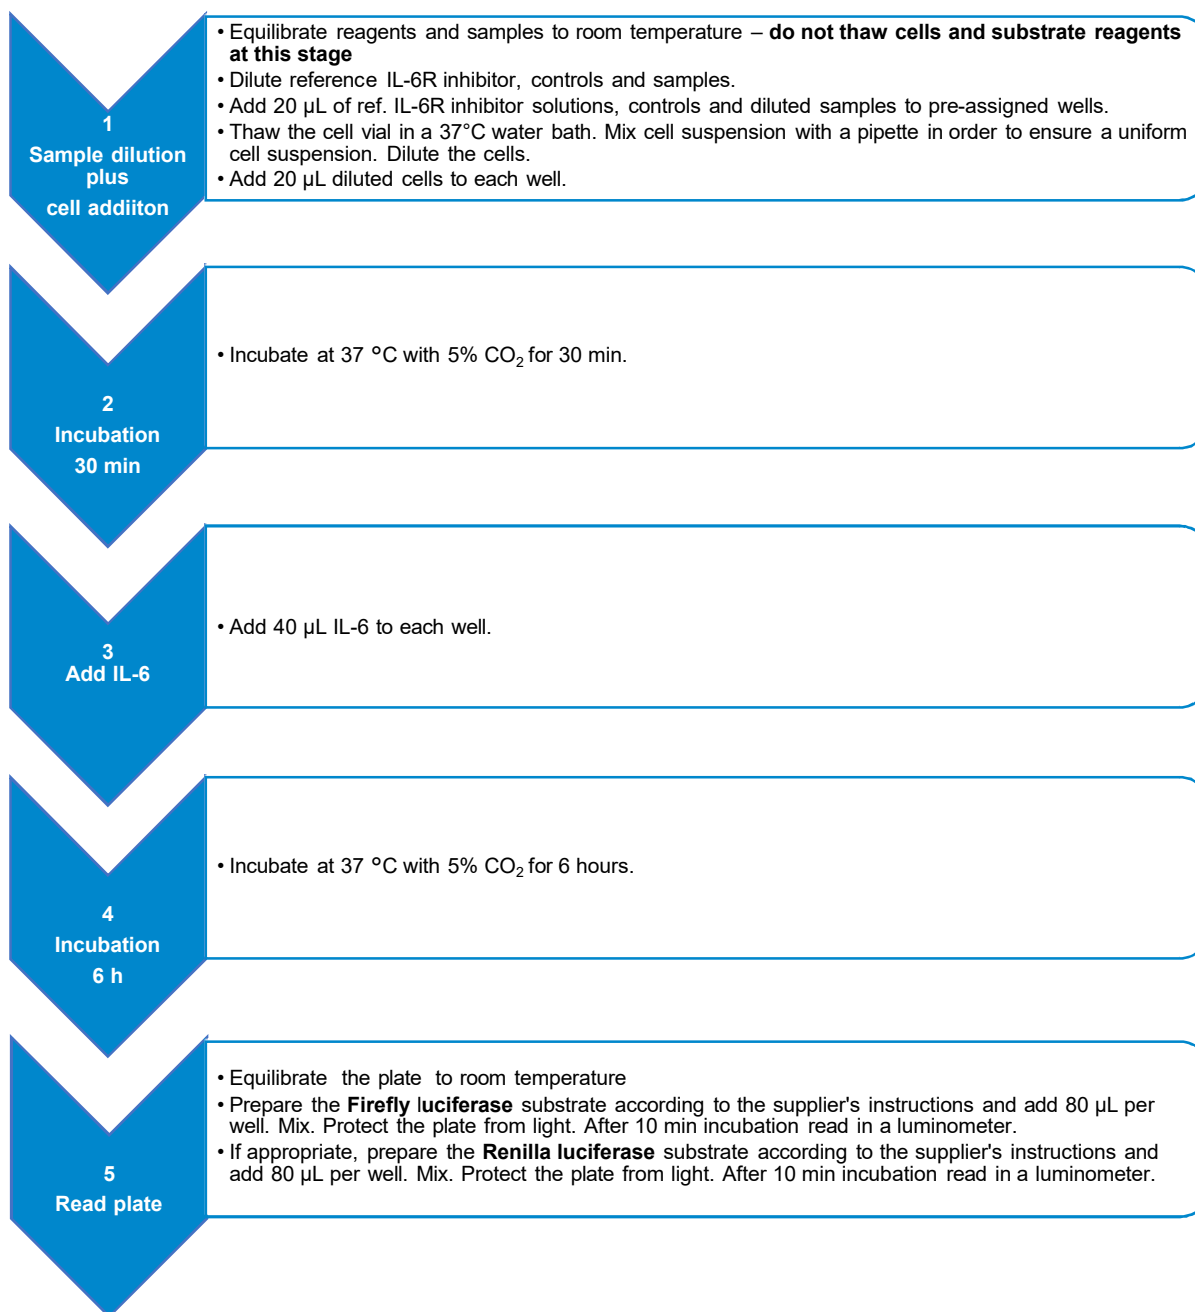 1
Sample dilution
plus
cell addiiton
• Equilibrate reagents and samples to room temperature – do not thaw cells and substrate reagents
at this stage
• Dilute reference IL-6R inhibitor, controls and samples.
• Add 20 µL of ref. IL-6R inhibitor solutions, controls and diluted samples to pre-assigned wells.
• Thaw the cell vial in a 37°C water bath. Mix cell suspension with a pipette in order to ensure a uniform
cell suspension. Dilute the cells.
• Add 20 µL diluted cells to each well.
2
Incubation
30 min
• Incubate at 37 °C with 5% CO₂ for 30 min.
3
Add IL-6
• Add 40 µL IL-6 to each well.
4
Incubation
6 h
• Incubate at 37 °C with 5% CO₂ for 6 hours.
5
Read plate
• Equilibrate the plate to room temperature
• Prepare the Firefly luciferase substrate according to the supplier's instructions and add 80 µL per
well. Mix. Protect the plate from light. After 10 min incubation read in a luminometer.
• If appropriate, prepare the Renilla luciferase substrate according to the supplier's instructions and
add 80 µL per well. Mix. Protect the plate from light. After 10 min incubation read in a luminometer.